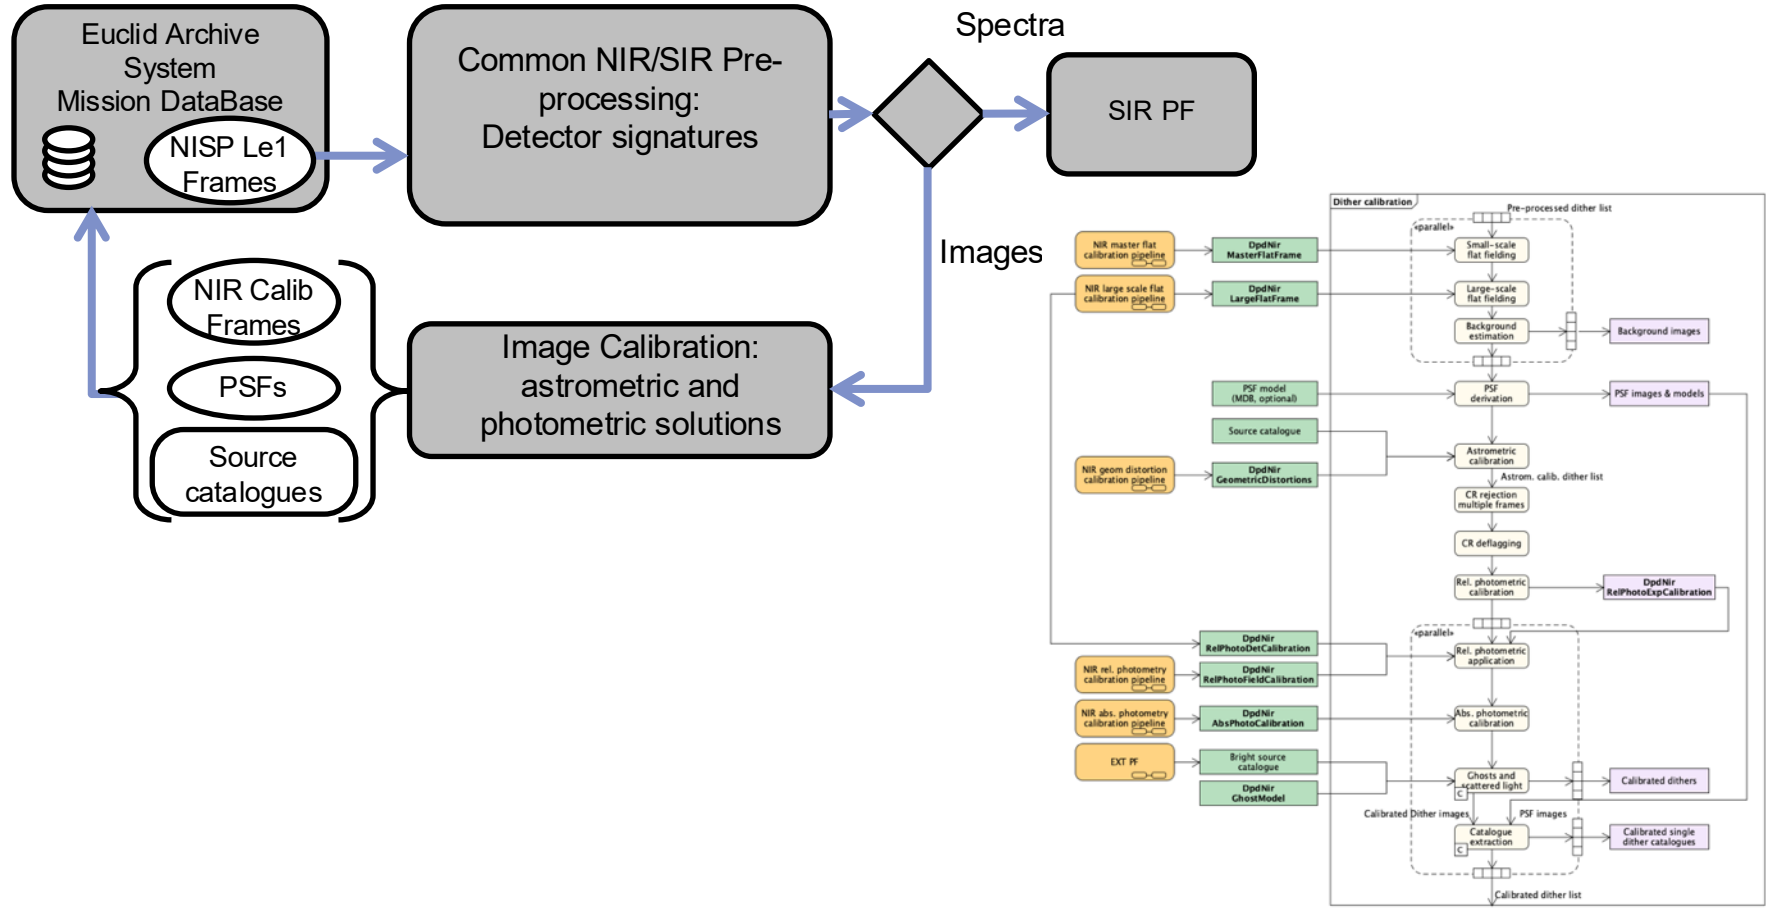 Euclid Archive
System
Mission DataBase
NISP Le1
Frames
Common NIR/SIR Pre-
processing:
Detector signatures
Spectra
SIR PF
Images
NIR Calib
Frames
PSFs
Source
catalogues
Image Calibration:
astrometric and
photometric solutions
Dither calibration
Pre-processed dither list
«parallel»
NIR master flat
calibration pipeline
DpdNir
MasterFlatFrame
Small-scale
flat fielding
NIR large scale flat
calibration pipeline
DpdNir
LargeFlatFrame
Large-scale
flat fielding
Background
estimation
Background images
PSF model
(MDB, optional)
PSF
derivation
PSF images & models
Source catalogue
NIR geom distortion
calibration pipeline
DpdNir
GeometricDistortions
Astrometric
calibration
Astrom. calib. dither list
CR rejection
multiple frames
CR deflagging
Rel. photometric
calibration
DpdNir
RelPhotoExpCalibration
«parallel»
DpdNir
RelPhotoDetCalibration
Rel. photometric
application
NIR rel. photometry
calibration pipeline
DpdNir
RelPhotoFieldCalibration
NIR abs. photometry
calibration pipeline
DpdNir
AbsPhotoCalibration
Abs. photometric
calibration
EXT PF
Bright source
catalogue
DpdNir
GhostModel
Ghosts and
scattered light
C
Calibrated dithers
Calibrated Dither images
PSF images
Catalogue
extraction
C
Calibrated single
dither catalogues
Calibrated dither list